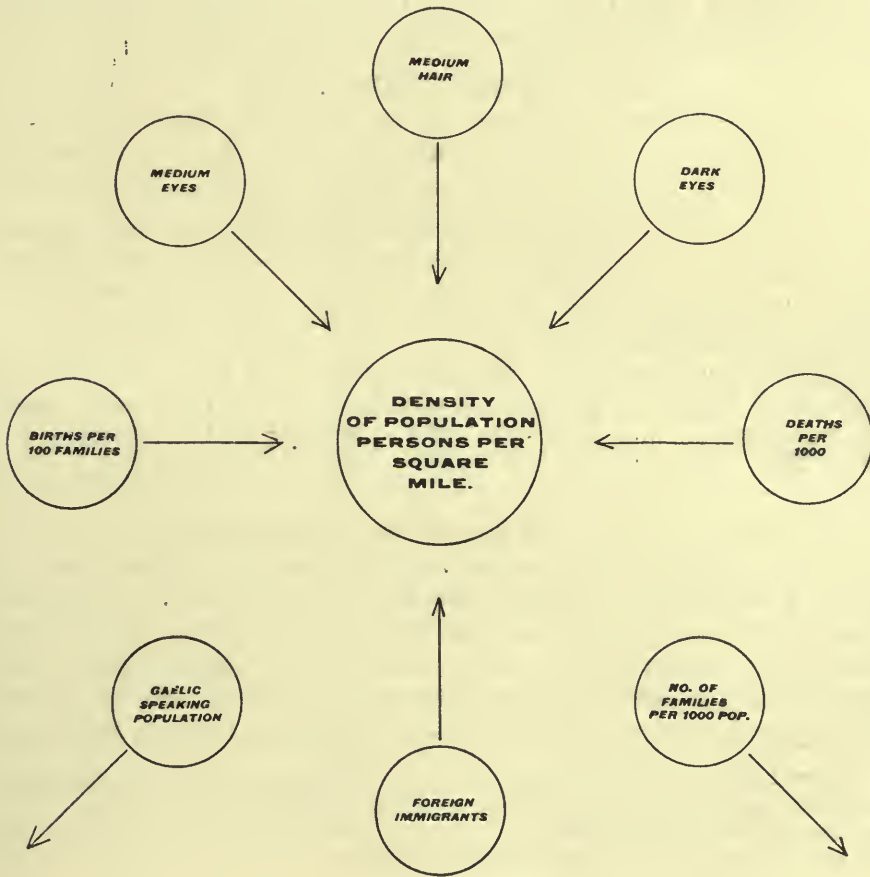 MEDIUM
HAIR
MEDIUM
EYES
DARK
EYES
DENSITY
OF POPULATION
PERSONS PER
SQUARE
MILE.
BIRTHS PER
100 FAMILIES
DEATHS
PER
1000
GAELIC
SPEAKING
POPULATION
NO. OF
FAMILIES
PER 1000 POP.
FOREIGN
IMMIGRANTS